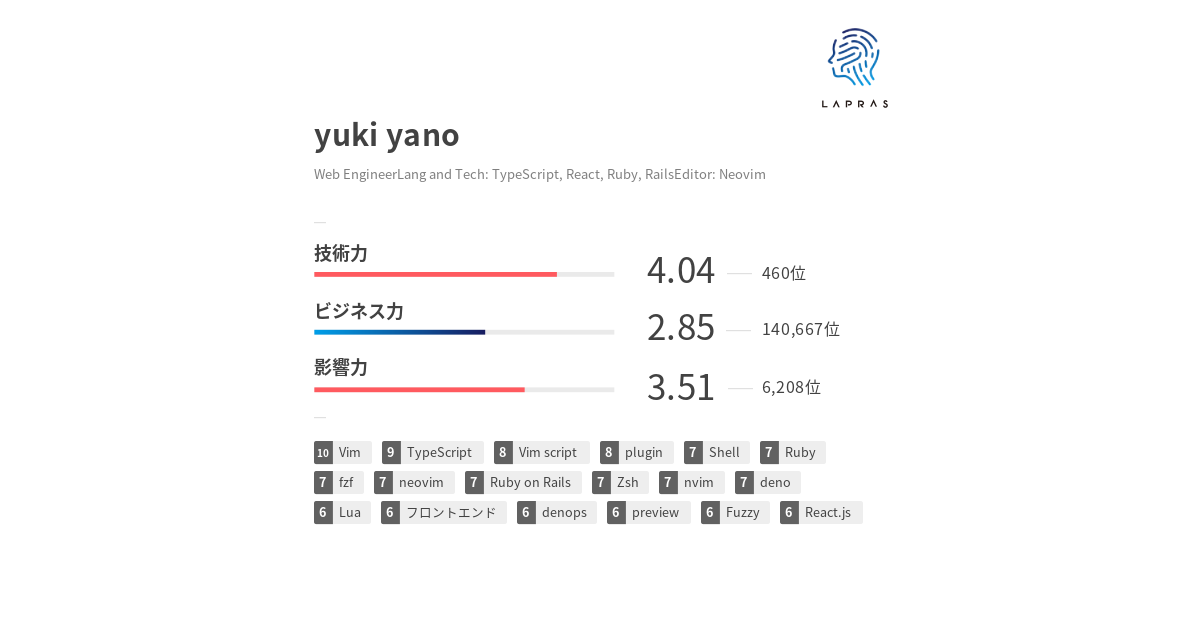 LAPRAS
yuki yano
Web EngineerLang and Tech: TypeScript, React, Ruby, RailsEditor: Neovim
技術力 4.04 460位
ビジネス力 2.85 140,667位
影響力 3.51 6,208位
10 Vim 9 TypeScript 8 Vim script 8 plugin 7 Shell 7 Ruby
7 fzf 7 neovim 7 Ruby on Rails 7 Zsh 7 nvim 7 deno
6 Lua 6 フロントエンド 6 denops 6 preview 6 Fuzzy 6 React.js